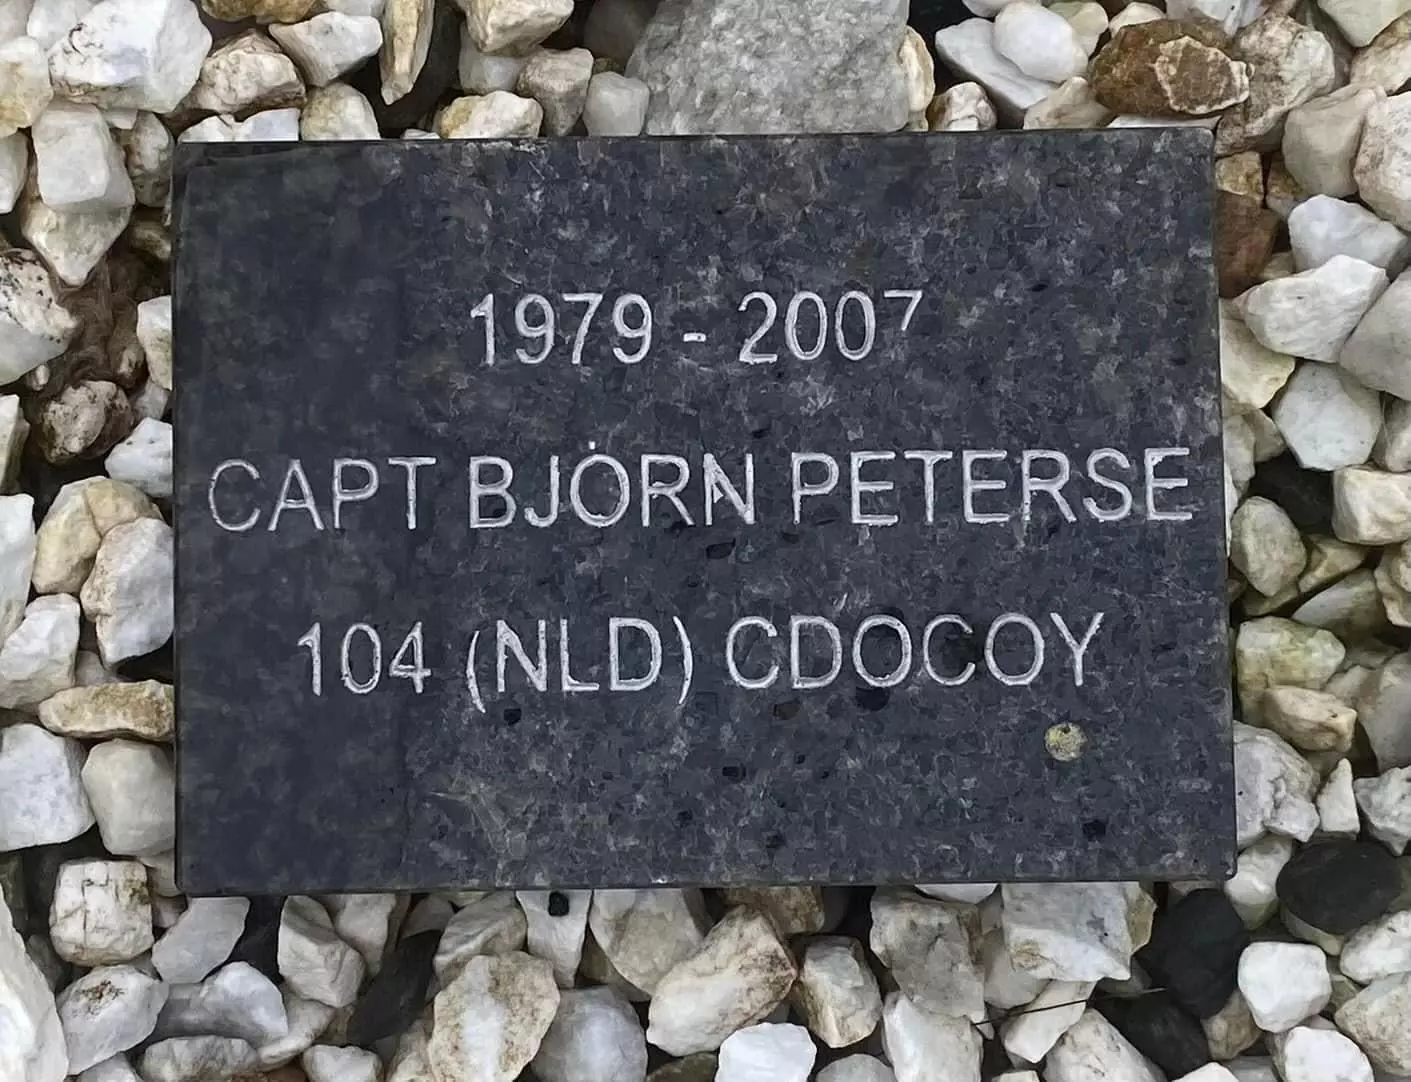 1979 - 2007
CAPT BJÖRN PETERSE
104 (NLD) CDOCOY